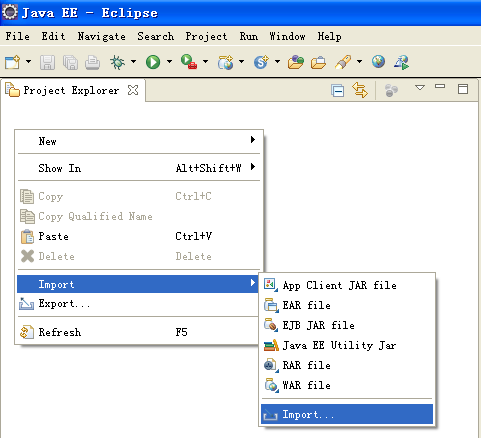 Java EE - Eclipse
File Edit Navigate Search Project Run Window Help
Project Explorer
New
Show In Alt+Shift+W
Copy Ctrl+C
Copy Qualified Name
Paste Ctrl+V
Delete Delete
Import
Export...
Refresh F5
App Client JAR file
EAR file
EJB JAR file
Java EE Utility Jar
RAR file
WAR file
Import...